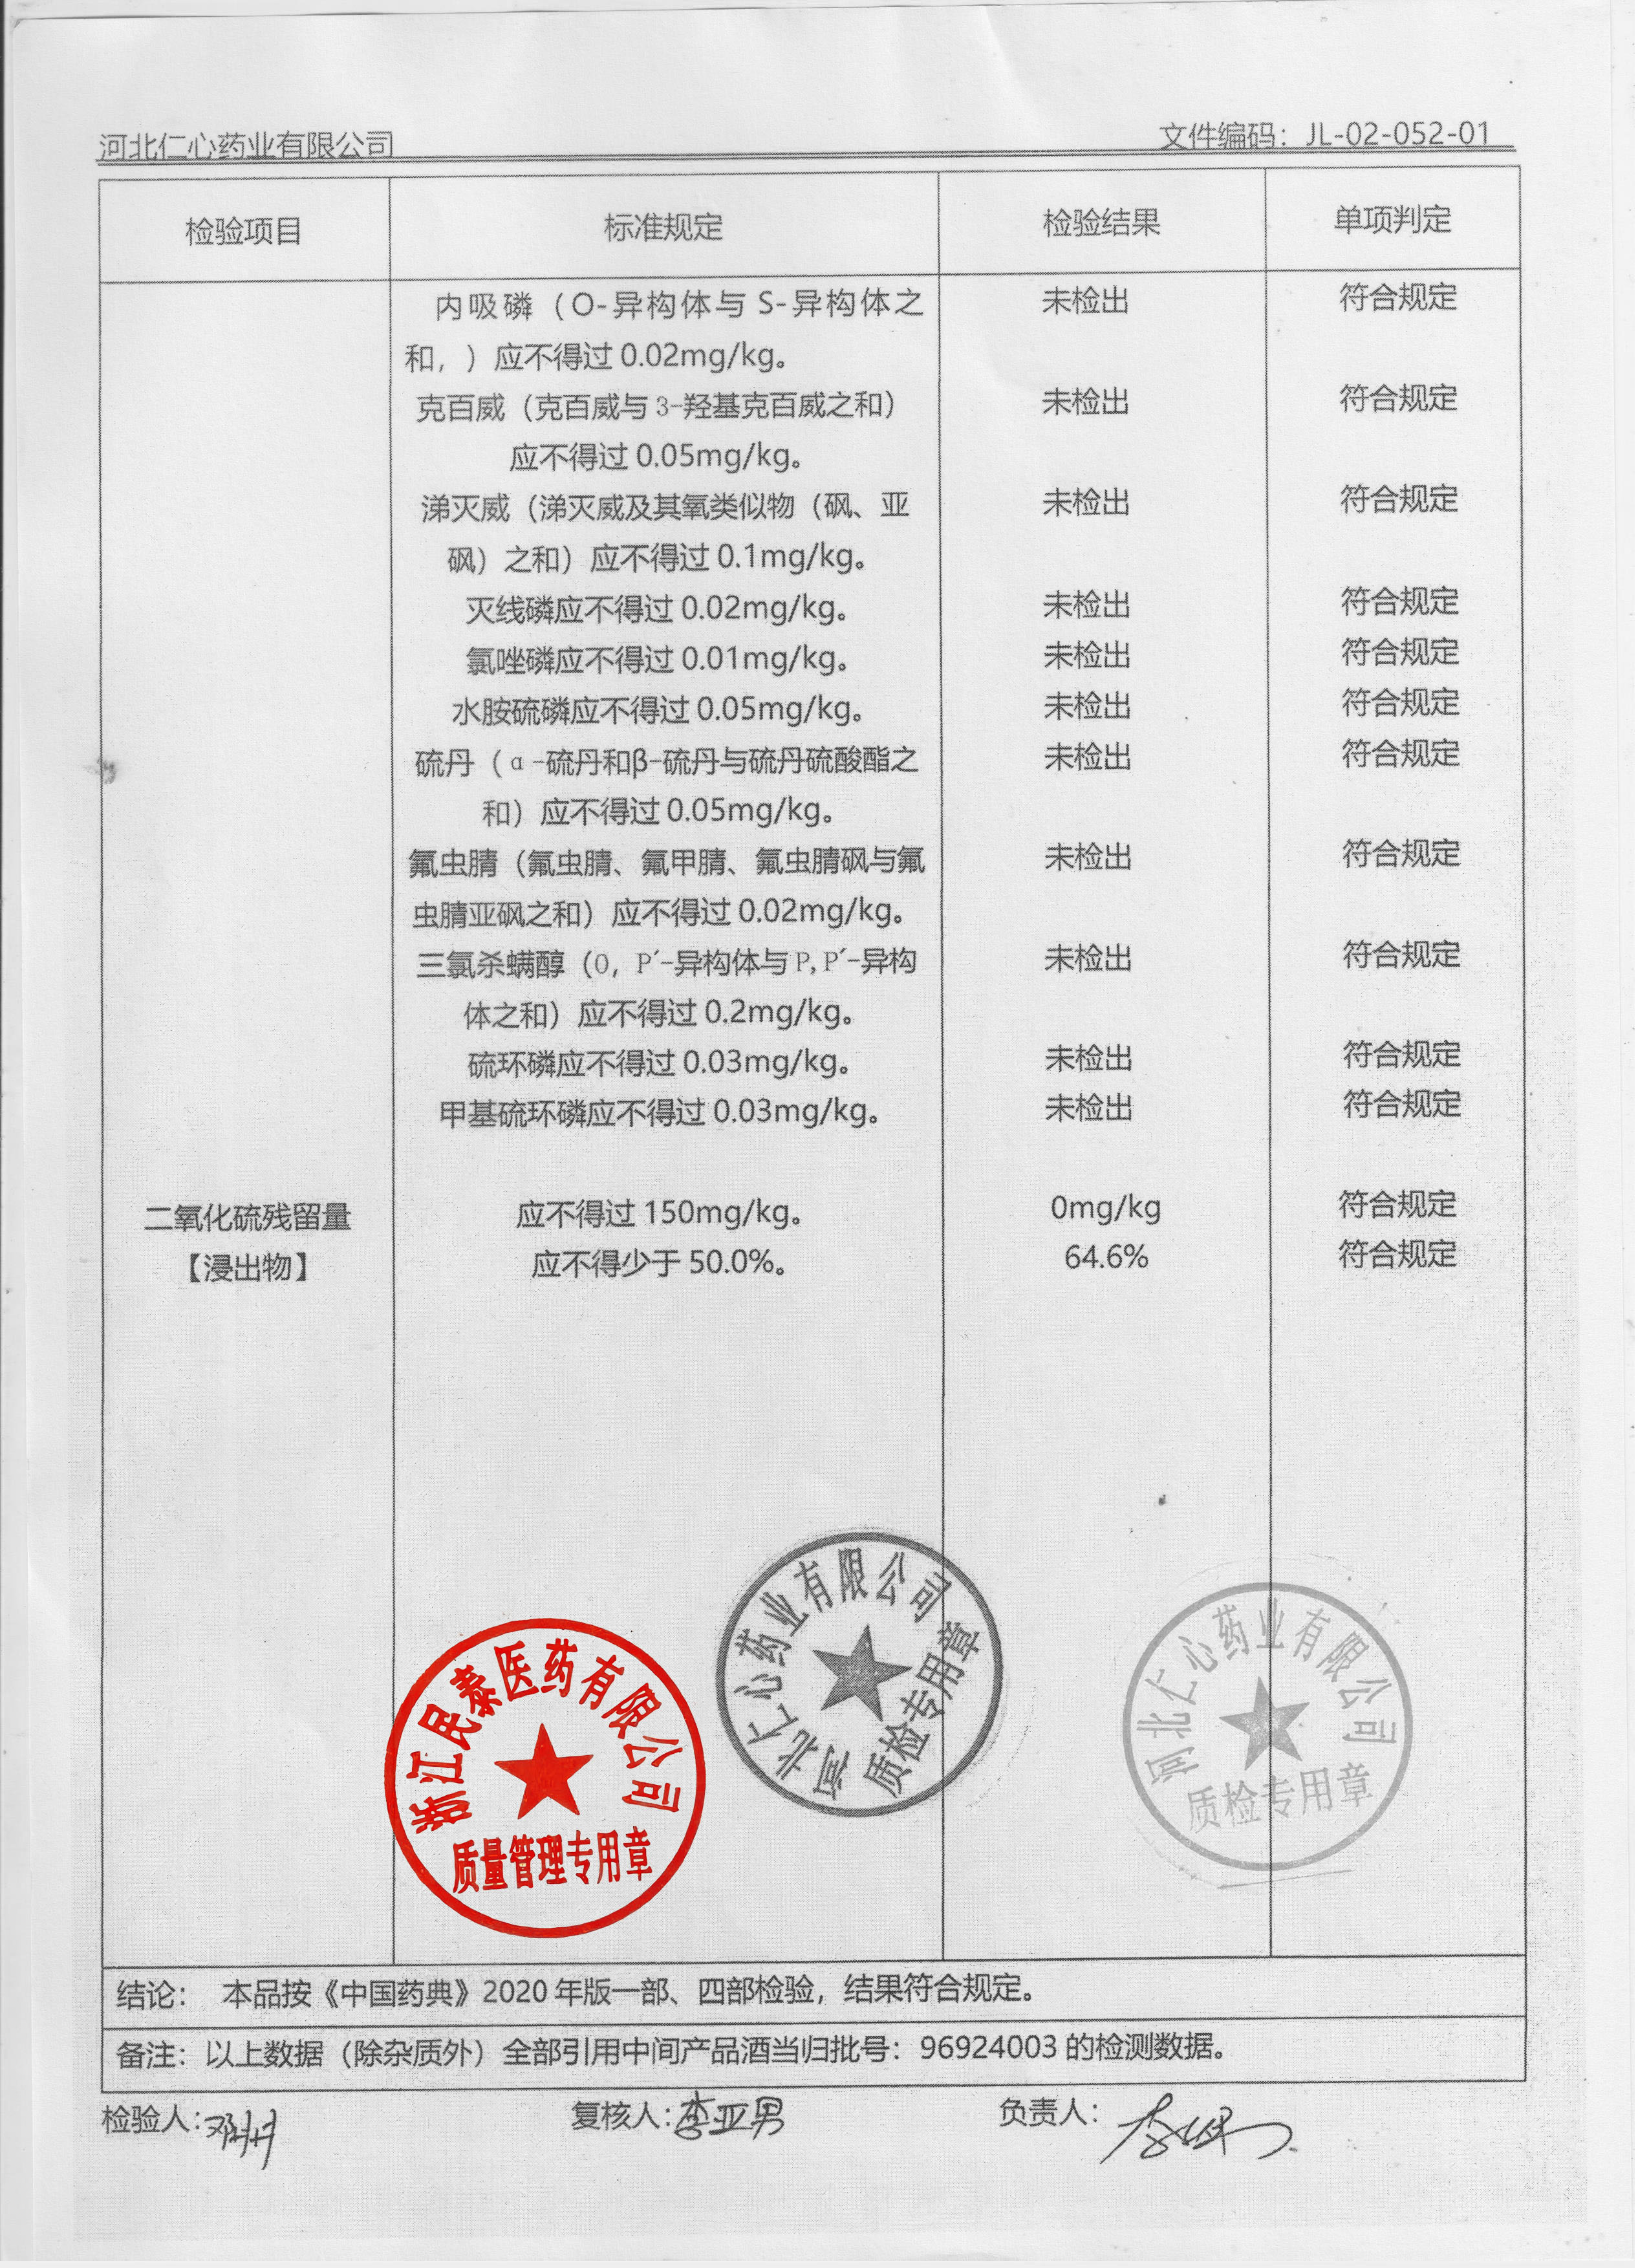 河北仁心药业有限公司 文件编码：JL-02-052-01
检验项目 标准规定 检验结果 单项判定
内吸磷（O-异构体与 S-异构体之 未检出 符合规定
和，）应不得过 0.02mg/kg。
克百威（克百威与 3-羟基克百威之和） 未检出 符合规定
应不得过 0.05mg/kg。
涕灭威（涕灭威及其氧类似物（砜、亚 未检出 符合规定
砜）之和）应不得过 0.1mg/kg。
灭线磷应不得过 0.02mg/kg。 未检出 符合规定
氯唑磷应不得过 0.01mg/kg。 未检出 符合规定
水胺硫磷应不得过 0.05mg/kg。 未检出 符合规定
硫丹（α-硫丹和β-硫丹与硫丹硫酸酯之 未检出 符合规定
和）应不得过 0.05mg/kg。
氟虫腈（氟虫腈、氟甲腈、氟虫腈砜与氟 未检出 符合规定
虫腈亚砜之和）应不得过 0.02mg/kg。
三氯杀螨醇（O，P′-异构体与 P,P′-异构 未检出 符合规定
体之和）应不得过 0.2mg/kg。
硫环磷应不得过 0.03mg/kg。 未检出 符合规定
甲基硫环磷应不得过 0.03mg/kg。 未检出 符合规定
二氧化硫残留量 应不得过 150mg/kg。 0mg/kg 符合规定
【浸出物】 应不得少于 50.0%。 64.6% 符合规定
河北仁心药业有限公司
质检专用章
河北仁心药业有限公司
质检专用章
浙江民泰医药有限公司
质量管理专用章
结论： 本品按《中国药典》2020 年版一部、四部检验，结果符合规定。
备注：以上数据（除杂质外）全部引用中间产品酒当归批号：96924003 的检测数据。
检验人： 复核人：李亚男 负责人：